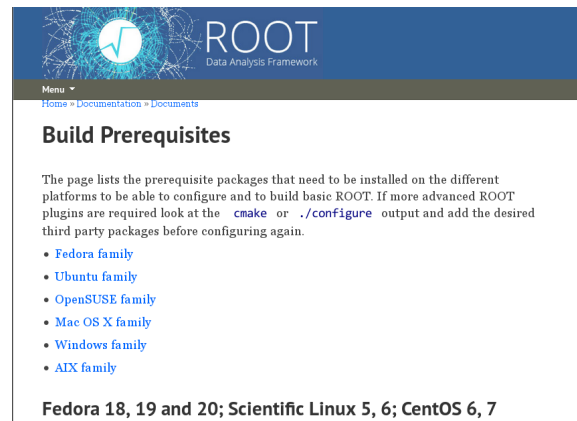 ROOT
Data Analysis Framework
Menu
Home » Documentation » Documents
Build Prerequisites
The page lists the prerequisite packages that need to be installed on the different
platforms to be able to configure and to build basic ROOT. If more advanced ROOT
plugins are required look at the cmake or ./configure output and add the desired
third party packages before configuring again.
• Fedora family
• Ubuntu family
• OpenSUSE family
• Mac OS X family
• Windows family
• AIX family
Fedora 18, 19 and 20; Scientific Linux 5, 6; CentOS 6, 7